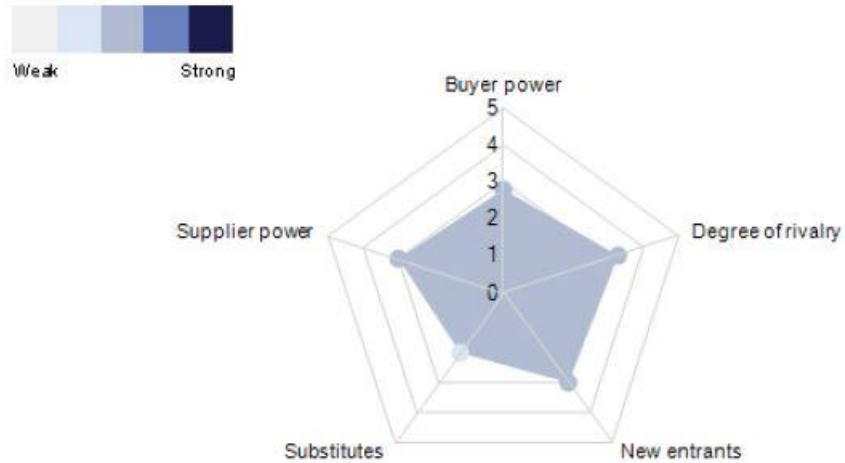 Weak Strong
Buyer power
5
4
3
2
1
0
Supplier power
Degree of rivalry
Substitutes
New entrants